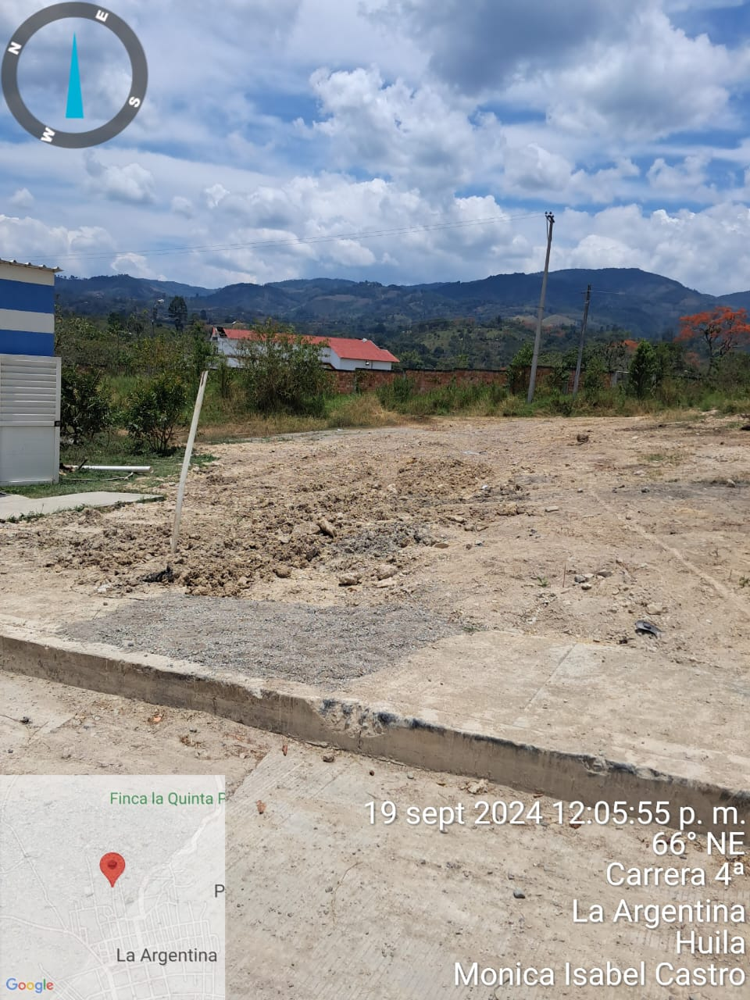 N
E
S
W
19 sept 2024 12:05:55 p. m.
66° NE
Carrera 4ª
La Argentina
Huila
Monica Isabel Castro
Finca la Quinta P
P
La Argentina
Google